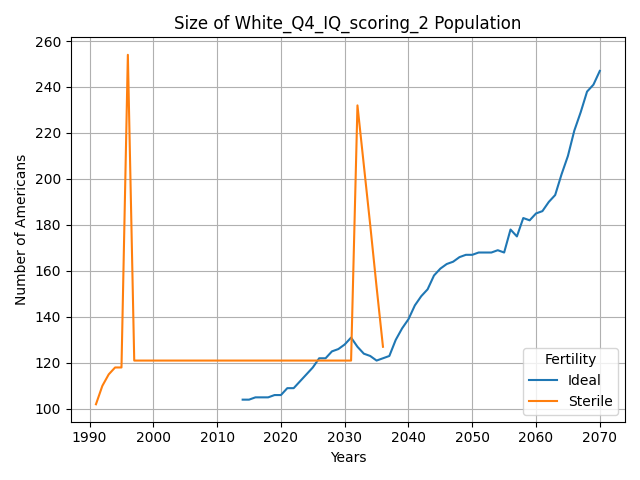 Size of White_Q4_IQ_scoring_2 Population
Number of Americans
260
240
220
200
180
160
140
120
100
1990 2000 2010 2020 2030 2040 2050 2060 2070
Years
Fertility
Ideal
Sterile